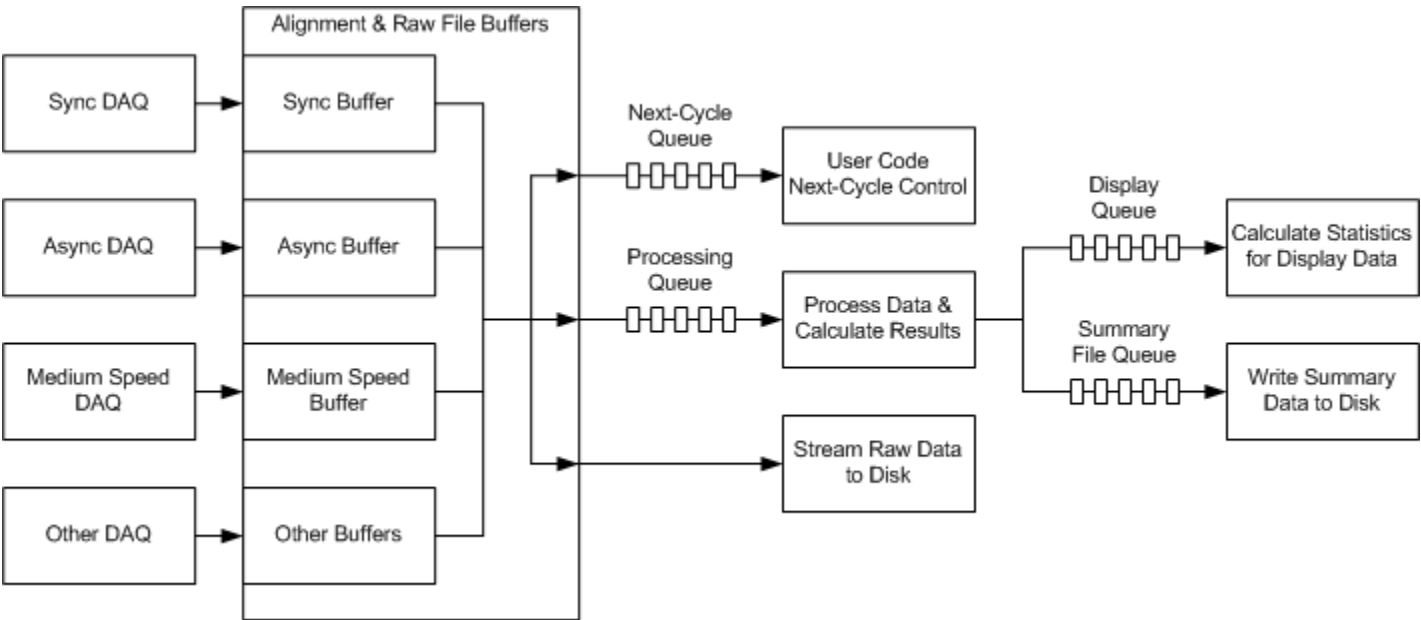 Alignment & Raw File Buffers
Sync DAQ
Sync Buffer
Async DAQ
Async Buffer
Medium Speed
DAQ
Medium Speed
Buffer
Other DAQ
Other Buffers
Next-Cycle
Queue
User Code
Next-Cycle Control
Processing
Queue
Process Data &
Calculate Results
Stream Raw Data
to Disk
Display
Queue
Calculate Statistics
for Display Data
Summary
File Queue
Write Summary
Data to Disk